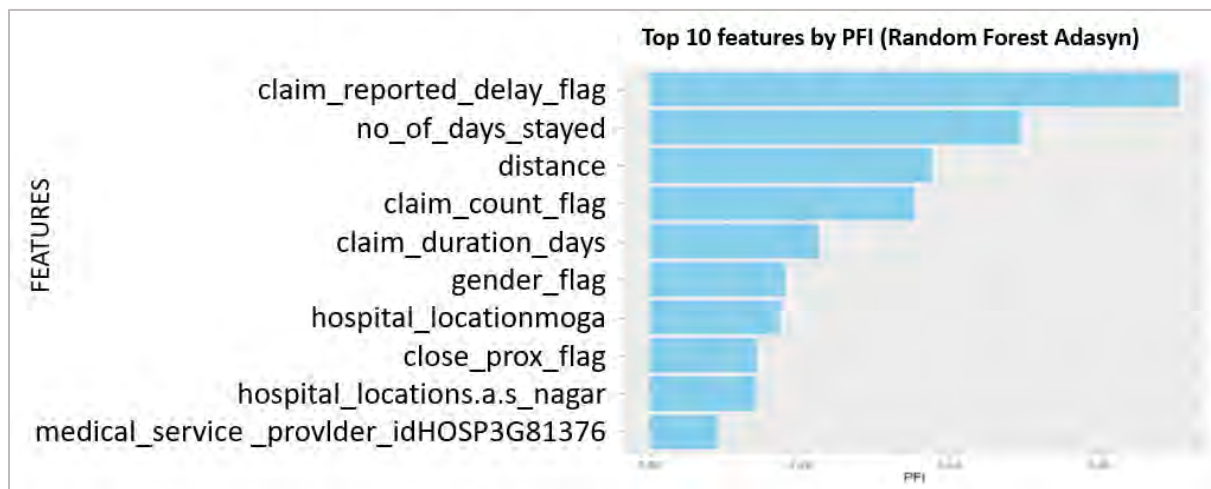 Top 10 features by PFI (Random Forest Adasyn)
FEATURES
claim_reported_delay_flag
no_of_days_stayed
distance
claim_count_flag
claim_duration_days
gender_flag
hospital_locationmoga
close_prox_flag
hospital_locations.a.s_nagar
medical_service _provlder_idHOSP3G81376
PFI